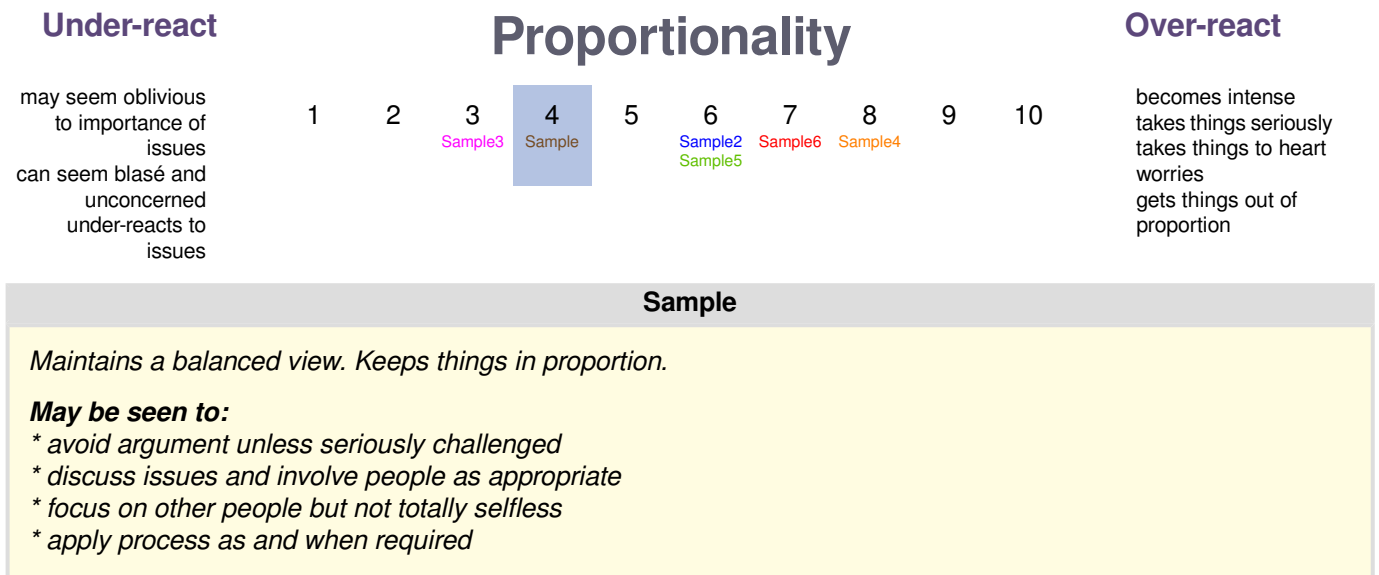 Under-react
Proportionality
Over-react
may seem oblivious
to importance of
issues
can seem blasé and
unconcerned
under-reacts to
issues
1 2 3 4 5 6 7 8 9 10
Sample3 Sample Sample2 Sample6 Sample4
Sample5
becomes intense
takes things seriously
takes things to heart
worries
gets things out of
proportion
Sample
Maintains a balanced view. Keeps things in proportion.
May be seen to:
* avoid argument unless seriously challenged
* discuss issues and involve people as appropriate
* focus on other people but not totally selfless
* apply process as and when required